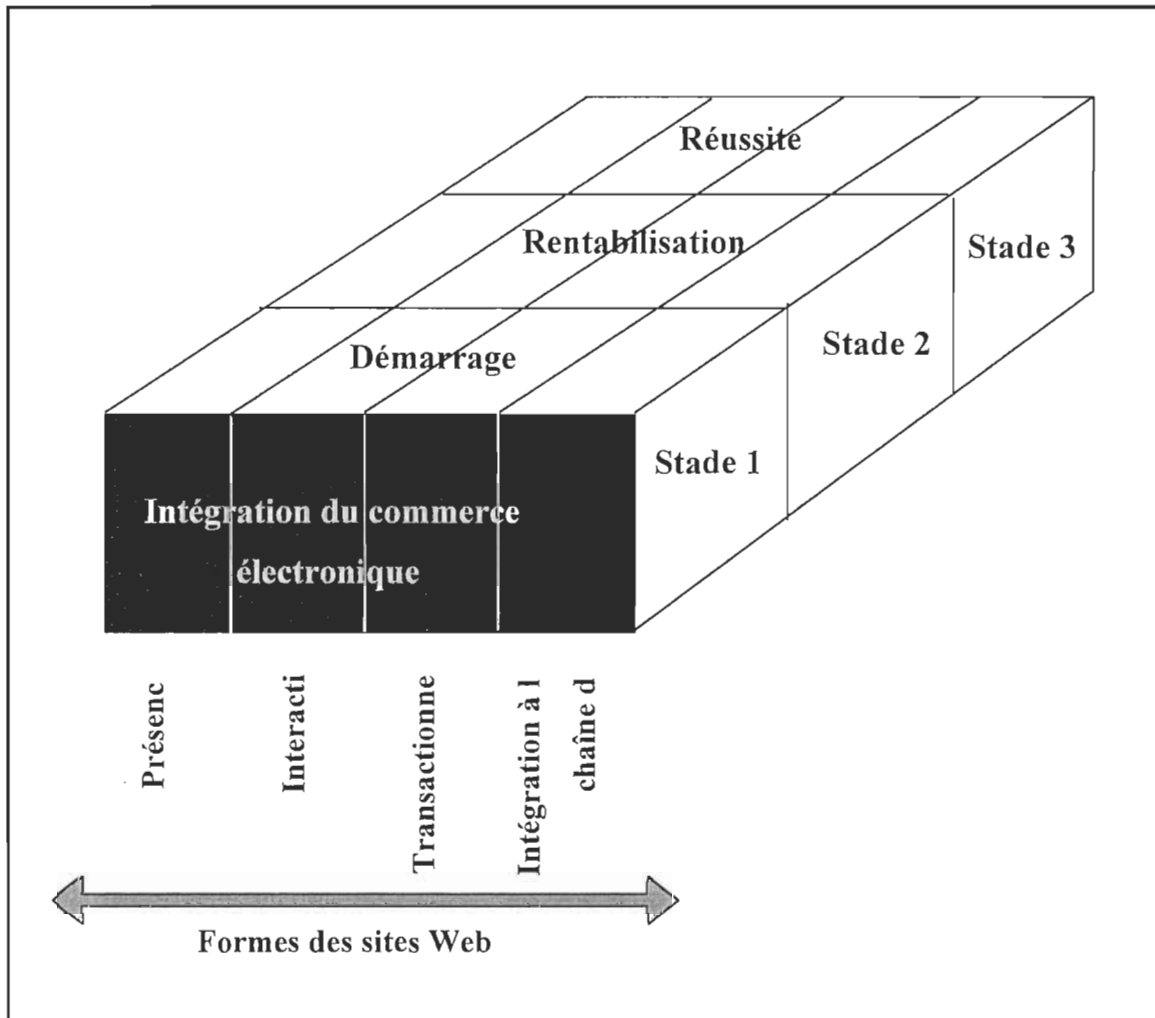 Réussite
Rentabilisation
Stade 3
Démarrage
Stade 2
Stade 1
Intégration du commerce
électronique
Présenc
Interacti
Transactionne
Intégration à l
chaîne d
Formes des sites Web